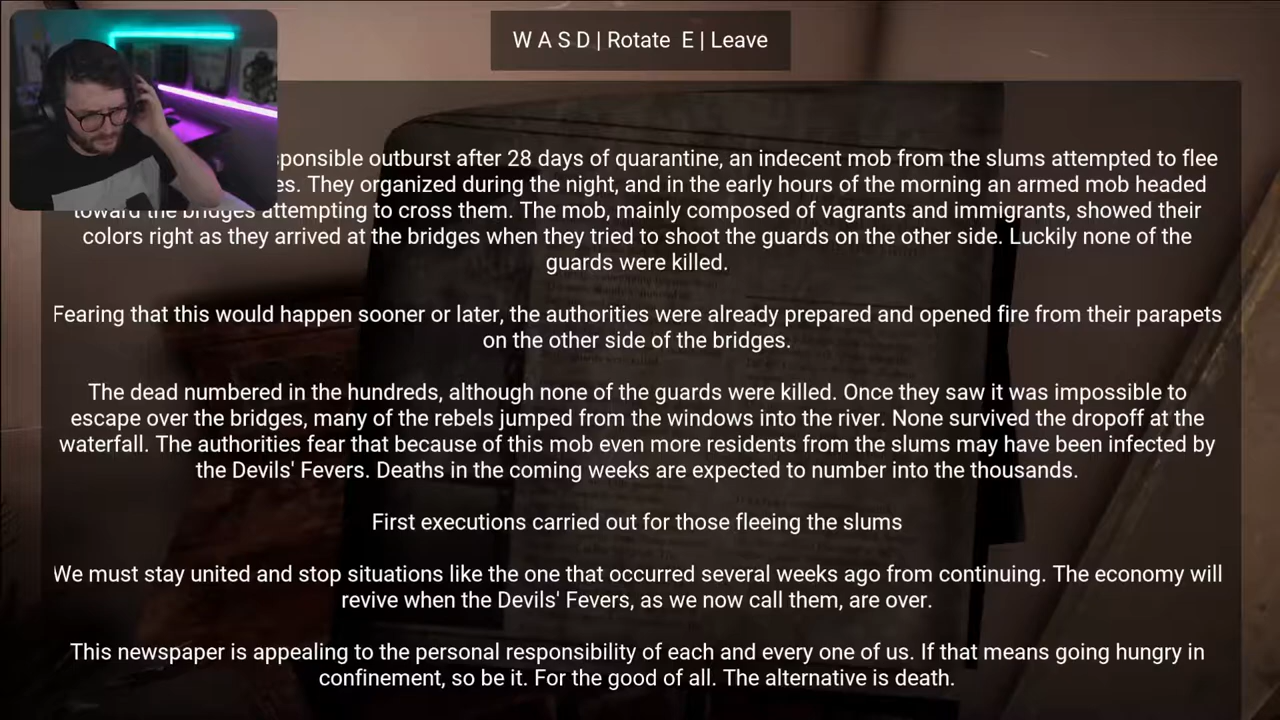 W A S D | Rotate E | Leave
outburst after 28 days of quarantine, an indecent mob from the slums attempted to flee
They organized during the night, and in the early hours of the morning an armed mob headed
toward the bridges attempting to cross them. The mob, mainly composed of vagrants and immigrants, showed their
colors right as they arrived at the bridges when they tried to shoot the guards on the other side. Luckily none of the
guards were killed.
Fearing that this would happen sooner or later, the authorities were already prepared and opened fire from their parapets
on the other side of the bridges.
The dead numbered in the hundreds, although none of the guards were killed. Once they saw it was impossible to
escape over the bridges, many of the rebels jumped from the windows into the river. None survived the dropoff at the
waterfall. The authorities fear that because of this mob even more residents from the slums may have been infected by
the Devils' Fevers. Deaths in the coming weeks are expected to number into the thousands.
First executions carried out for those fleeing the slums
We must stay united and stop situations like the one that occurred several weeks ago from continuing. The economy will
revive when the Devils' Fevers, as we now call them, are over.
This newspaper is appealing to the personal responsibility of each and every one of us. If that means going hungry in
confinement, so be it. For the good of all. The alternative is death.